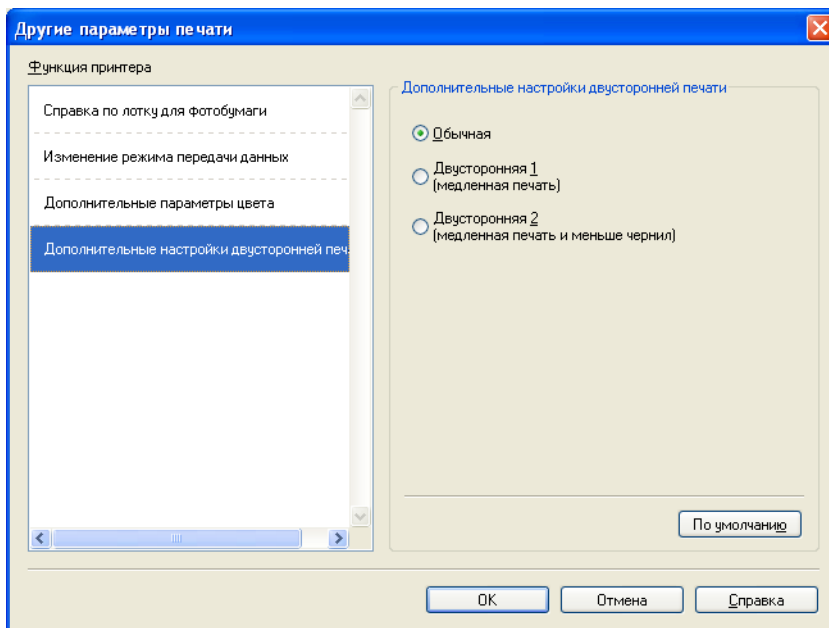 Другие параметры печати
Функция принтера
Справка по лотку для фотобумаги
Изменение режима передачи данных
Дополнительные параметры цвета
Дополнительные настройки двусторонней печ
Дополнительные настройки двусторонней печати
Обычная
Двусторонняя 1
(медленная печать)
Двусторонняя 2
(медленная печать и меньше чернил)
По умолчанию
OK
Отмена
Справка